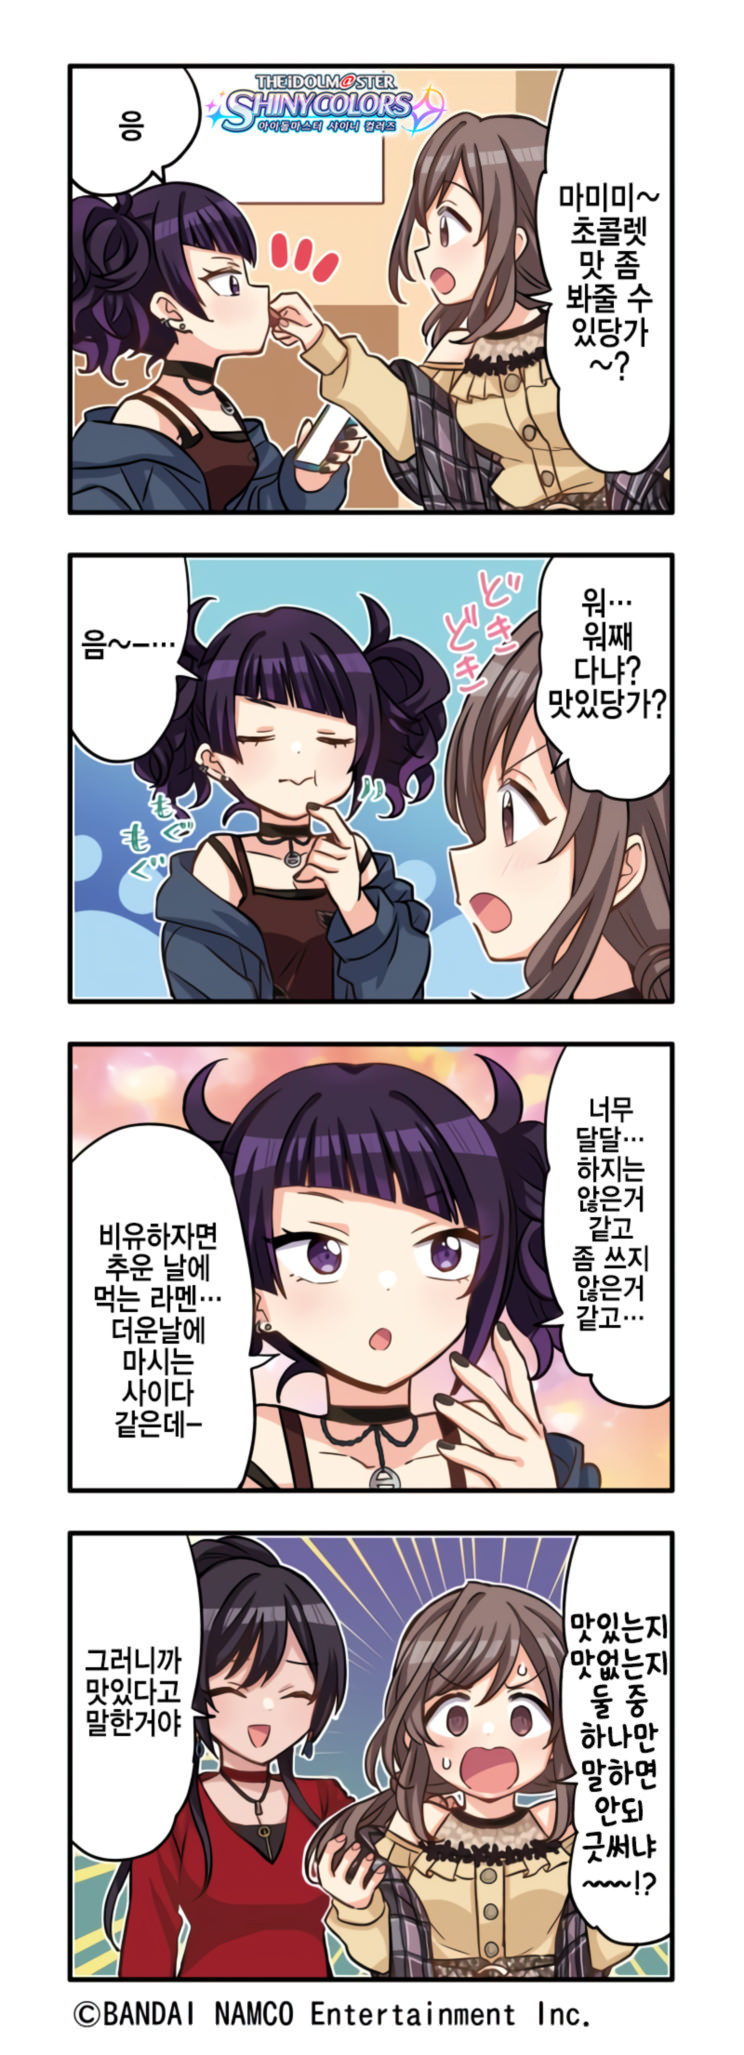 THE iDOLM@STER
SHINYCOLORS
아이돌마스터 샤이니 컬러즈
마미미~
초콜렛
맛 좀
봐줄 수
있당가
~?
응
워…
워째
다냐?
맛있당가?
どき
どき
음~–…
もぐ
もぐ
너무
달달…
하지는
않은거
같고
좀 쓰지
않은거
같고…
비유하자면
추운 날에
먹는 라멘…
더운날에
마시는
사이다
같은데–
맛있는지
맛없는지
둘 중
하나만
말하면
안되
긋써냐
~~~!?
그러니까
맛있다고
말한거야
©BANDAI NAMCO Entertainment Inc.